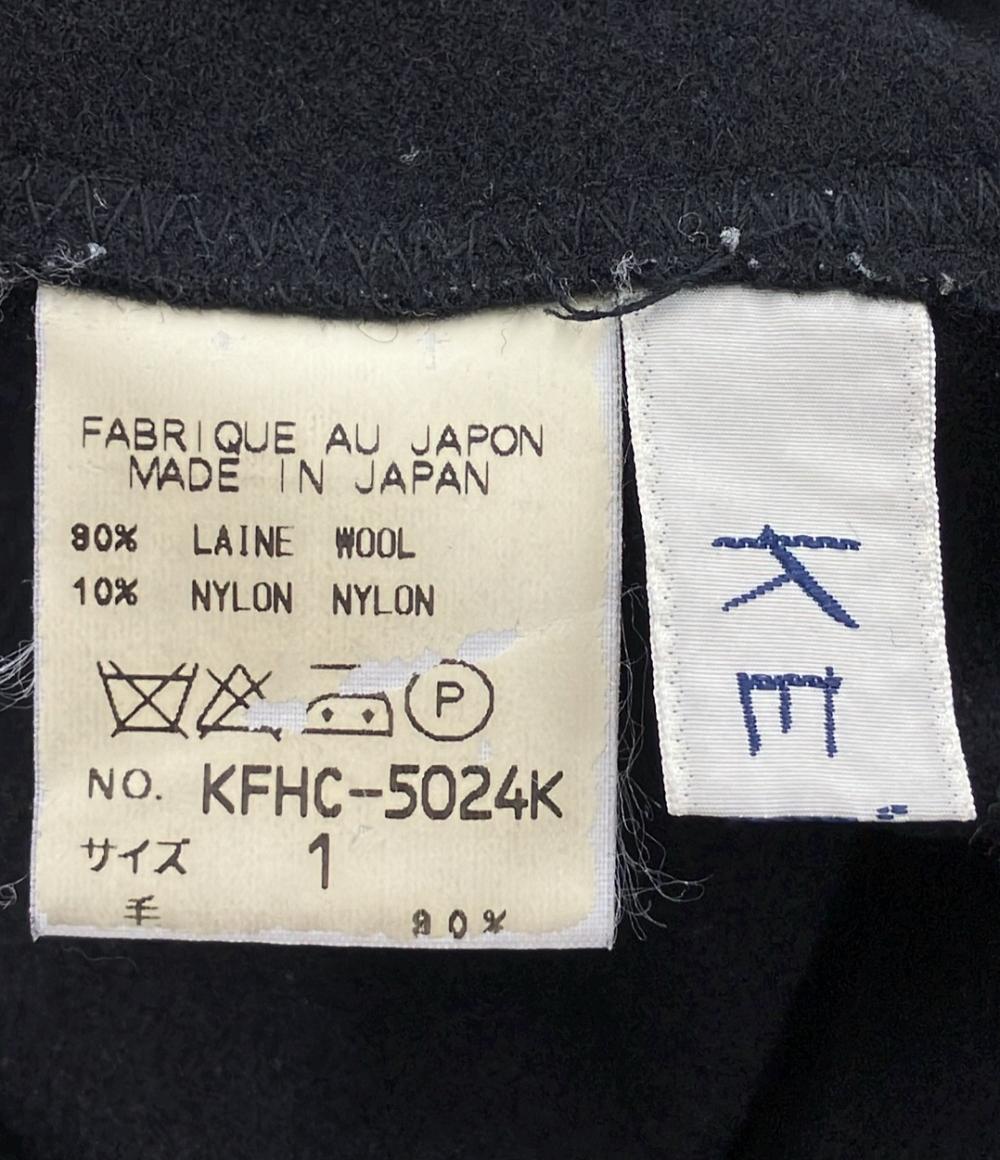 FABRIQUE AU JAPON
MADE IN JAPAN
90% LAINE WOOL
10% NYLON NYLON
P
NO. KFHC-5024K
サイズ 1
毛 90%
KE